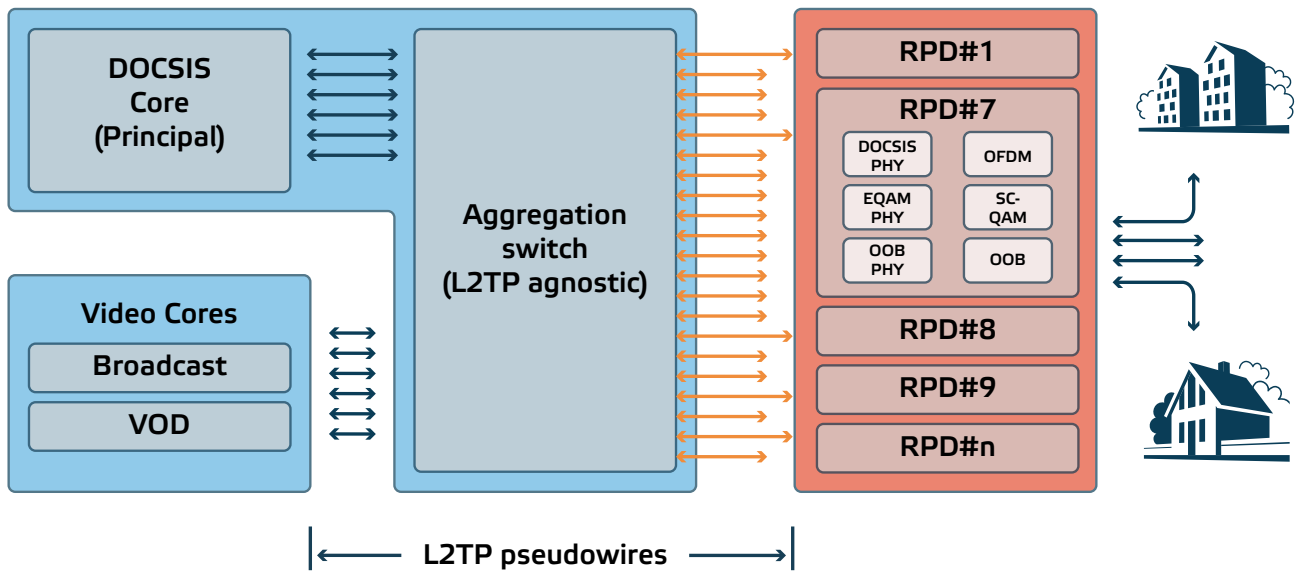 DOCSIS
Core
(Principal)
Video Cores
Broadcast
VOD
Aggregation
switch
(L2TP agnostic)
RPD#1
RPD#7
DOCSIS
PHY
OFDM
EQAM
PHY
SC-
QAM
OOB
PHY
OOB
RPD#8
RPD#9
RPD#n
L2TP pseudowires